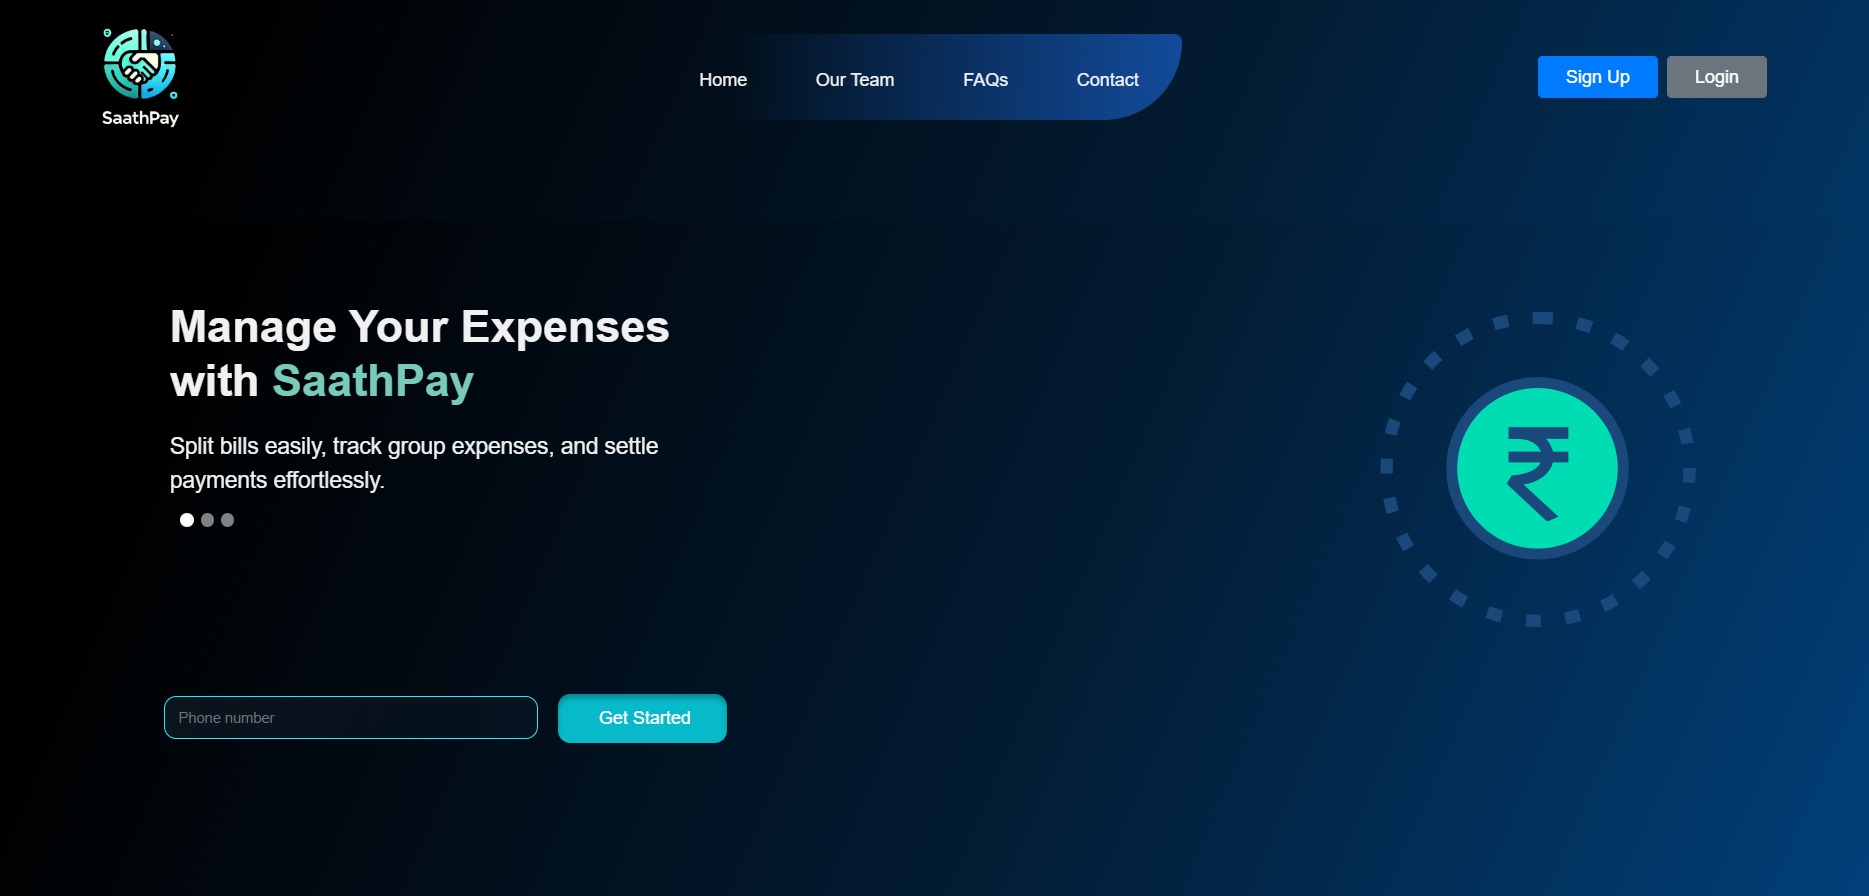 SaathPay
Home
Our Team
FAQs
Contact
Sign Up
Login
Manage Your Expenses
with SaathPay
Split bills easily, track group expenses, and settle
payments effortlessly.
₹
Phone number
Get Started